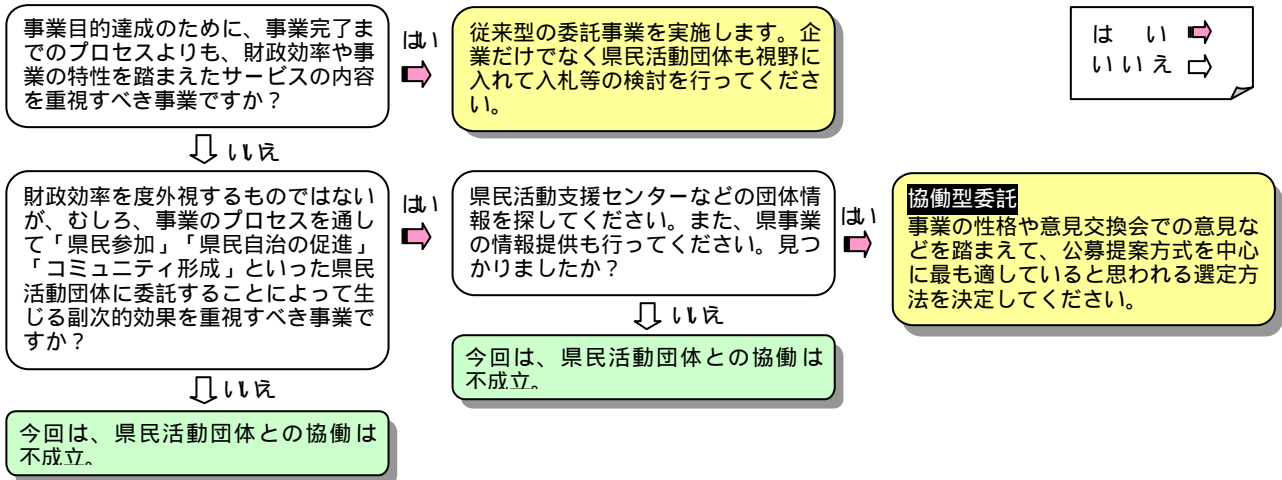 事業目的達成のために、事業完了ま
でのプロセスよりも、財政効率や事
業の特性を踏まえたサービスの内容
を重視すべき事業ですか？
はい
従来型の委託事業を実施します。企
業だけでなく県民活動団体も視野に
入れて入札等の検討を行ってくださ
い。
はい
いいえ
いいえ
財政効率を度外視するものではない
が、むしろ、事業のプロセスを通し
て「県民参加」「県民自治の促進」
「コミュニティ形成」といった県民
活動団体に委託することによって生
じる副次的効果を重視すべき事業で
すか？
はい
県民活動支援センターなどの団体情
報を探してください。また、県事業
の情報提供も行ってください。見つ
かりましたか？
はい
協働型委託
事業の性格や意見交換会での意見な
どを踏まえて、公募提案方式を中心
に最も適していると思われる選定方
法を決定してください。
いいえ
今回は、県民活動団体との協働は
不成立。
いいえ
今回は、県民活動団体との協働は
不成立。